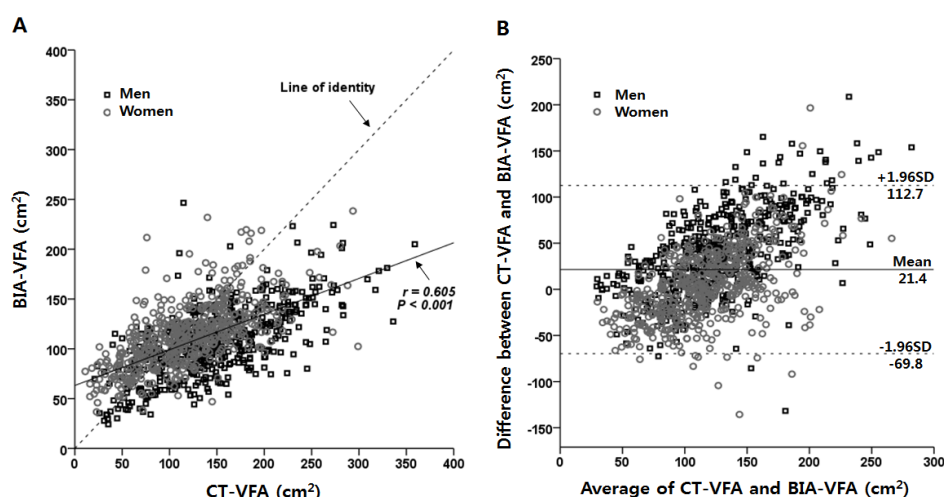 A
BIA-VFA (cm²)
400
350
300
250
200
150
100
50
0
Men
Women
Line of identity
r = 0.605
P < 0.001
0 50 100 150 200 250 300 350 400
CT-VFA (cm²)
B
Difference between CT-VFA and BIA-VFA (cm²)
250
200
150
100
50
0
-50
-100
-150
Men
Women
+1.96SD
112.7
Mean
21.4
-1.96SD
-69.8
0 50 100 150 200 250 300
Average of CT-VFA and BIA-VFA (cm²)